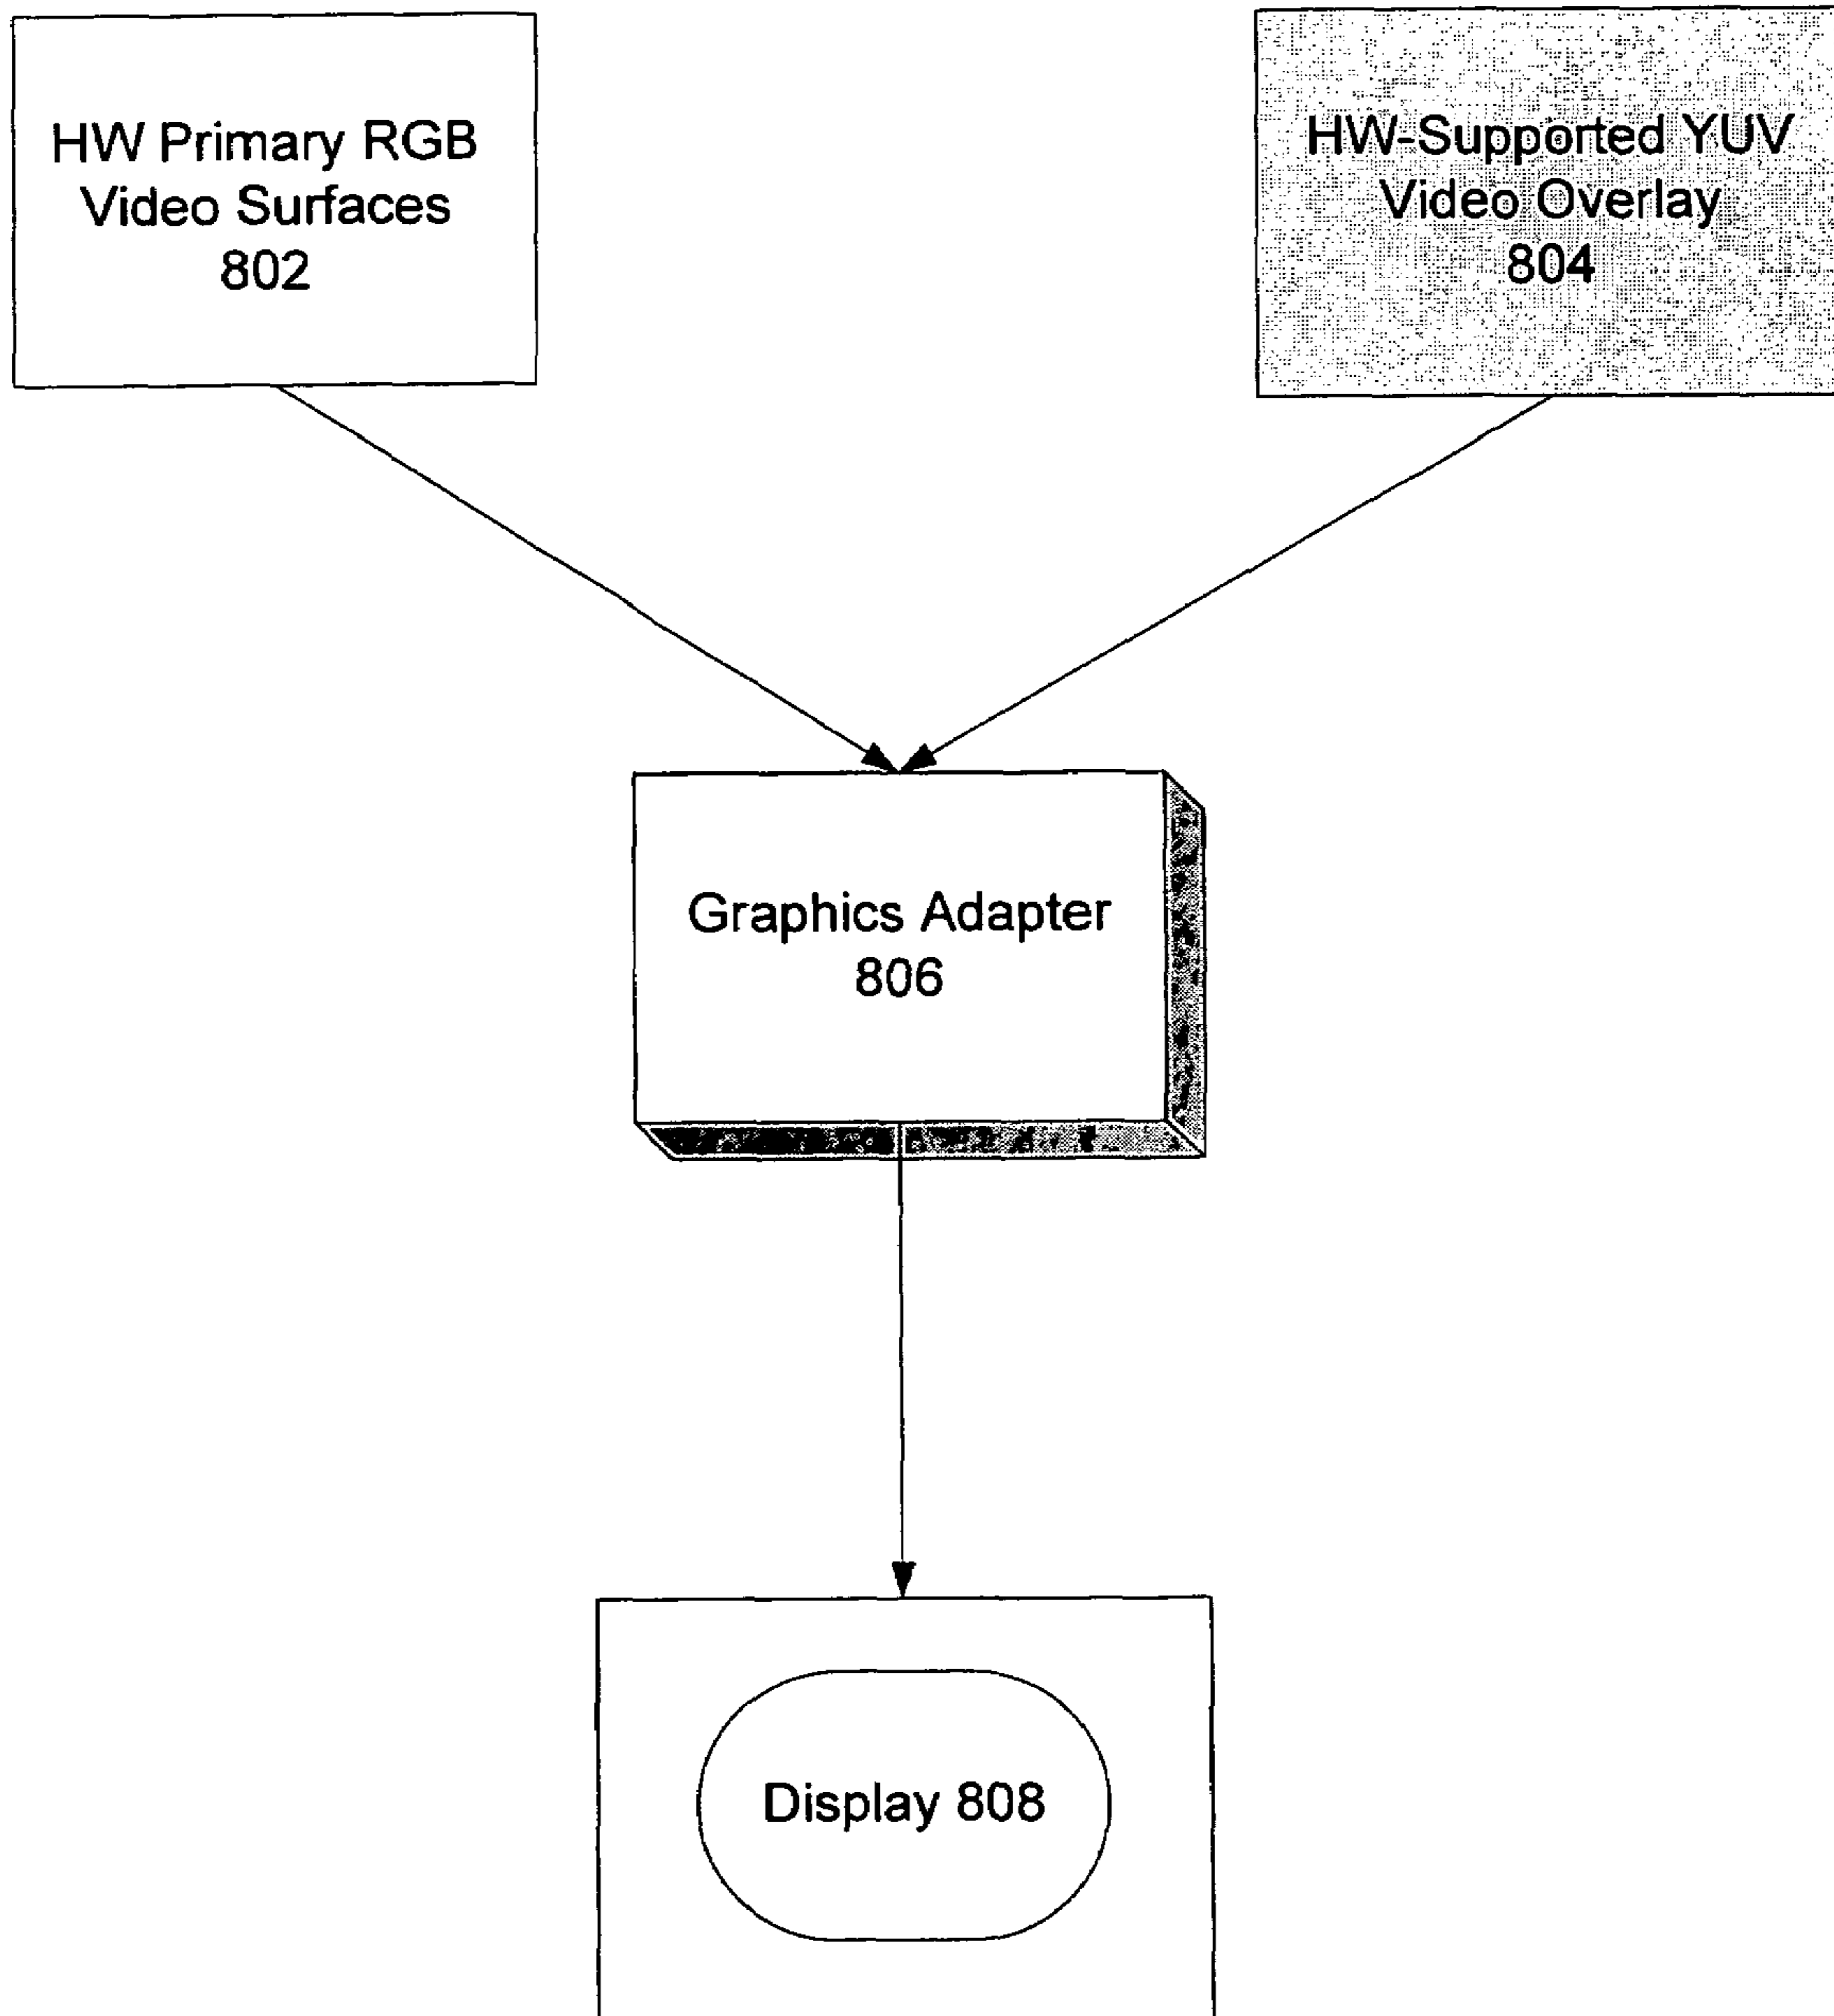 HW Primary RGB
Video Surfaces
802
HW-Supported YUV
Video Overlay
804
Graphics Adapter
806
Display 808